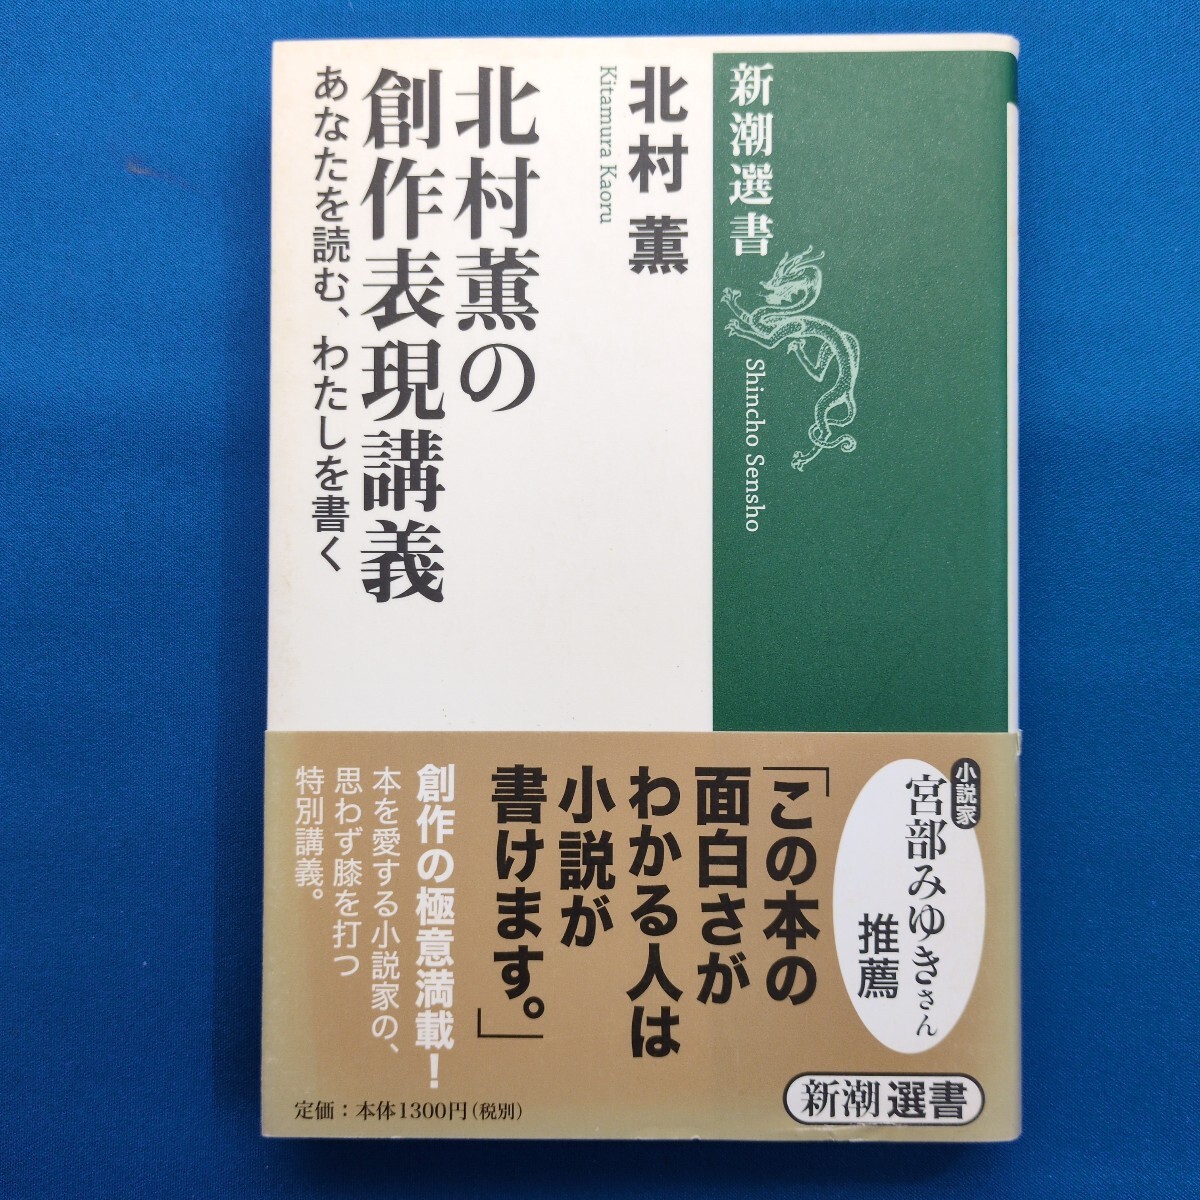 新潮選書
Shincho Sensho
北村 薫
Kitamura Kaoru
北村薫の
創作表現講義
あなたを読む、わたしを書く
小説家
宮部みゆきさん
推薦
「この本の
面白さが
わかる人は
小説が
書けます。」
創作の極意満載！
本を愛する小説家の、
思わず膝を打つ
特別講義。
定価：本体1300円（税別）
新潮選書